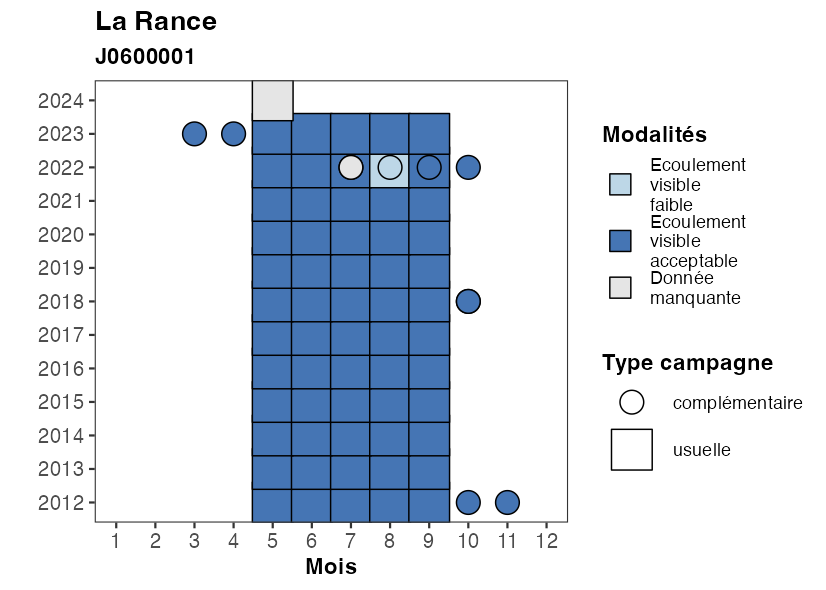 La Rance
J0600001
2024
2023
2022
2021
2020
2019
2018
2017
2016
2015
2014
2013
2012
1 2 3 4 5 6 7 8 9 10 11 12
Mois
Modalités
Ecoulement
visible
faible
Ecoulement
visible
acceptable
Donnée
manquante
Type campagne
complémentaire
usuelle